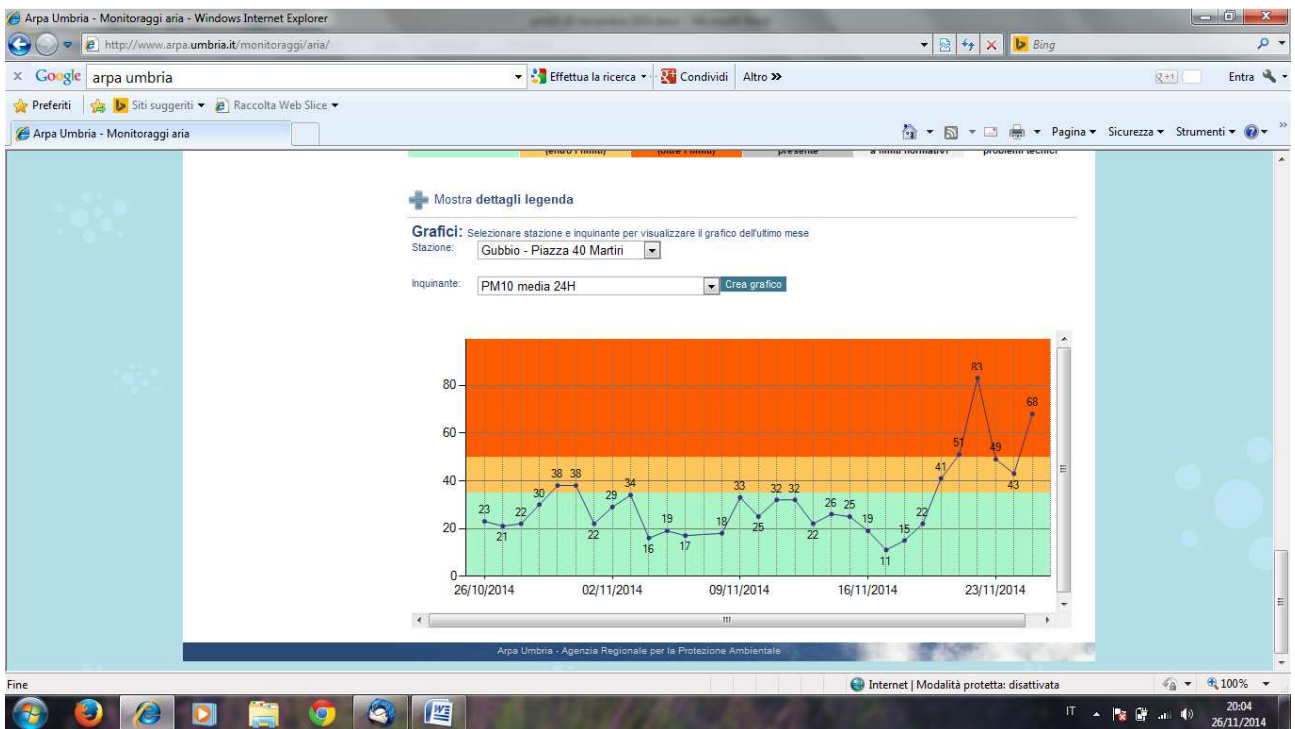 Arpa Umbria - Monitoraggi aria - Windows Internet Explorer
http://www.arpa.umbria.it/monitoraggi/aria/
Bing
x Google arpa umbria Effettua la ricerca Condividi Altro >> +1 Entra
Preferiti Siti suggeriti Raccolta Web Slice
Arpa Umbria - Monitoraggi aria Pagina Sicurezza Strumenti
(entro i limiti) (oltre i limiti) presente a limiti normativi problemi tecnici
Mostra dettagli legenda
Grafici: Selezionare stazione e inquinante per visualizzare il grafico dell'ultimo mese
Stazione: Gubbio - Piazza 40 Martiri
Inquinante: PM10 media 24H Crea grafico
80
60
40
20
0
23 21 22 30 38 38 22 29 34 16 19 17 18 33 25 32 32 22 26 25 19 11 15 22 41 51 83 49 43 68
26/10/2014 02/11/2014 09/11/2014 16/11/2014 23/11/2014
Arpa Umbria - Agenzia Regionale per la Protezione Ambientale
Fine Internet | Modalità protetta: disattivata 100%
IT 20:04
26/11/2014